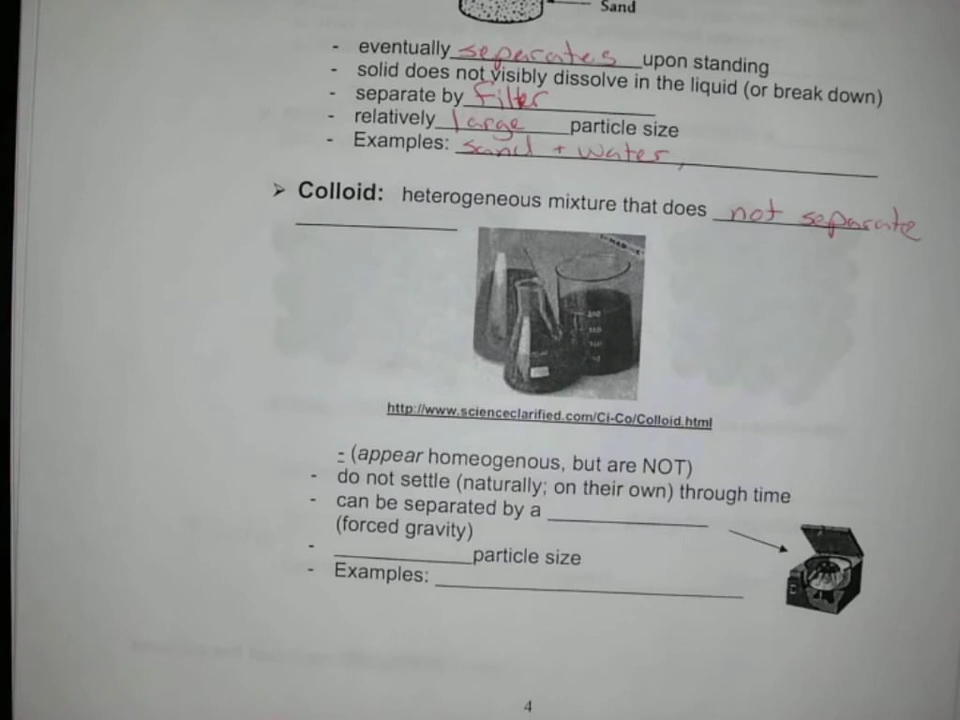 Sand
- eventually separates upon standing
- solid does not visibly dissolve in the liquid (or break down)
- separate by filter
- relatively large particle size
- Examples: sand + water,
➤ Colloid: heterogeneous mixture that does not separate
http://www.scienceclarified.com/Ci-Co/Colloid.html
- (appear homeogenous, but are NOT)
- do not settle (naturally; on their own) through time
- can be separated by a
(forced gravity)
- particle size
- Examples:
4